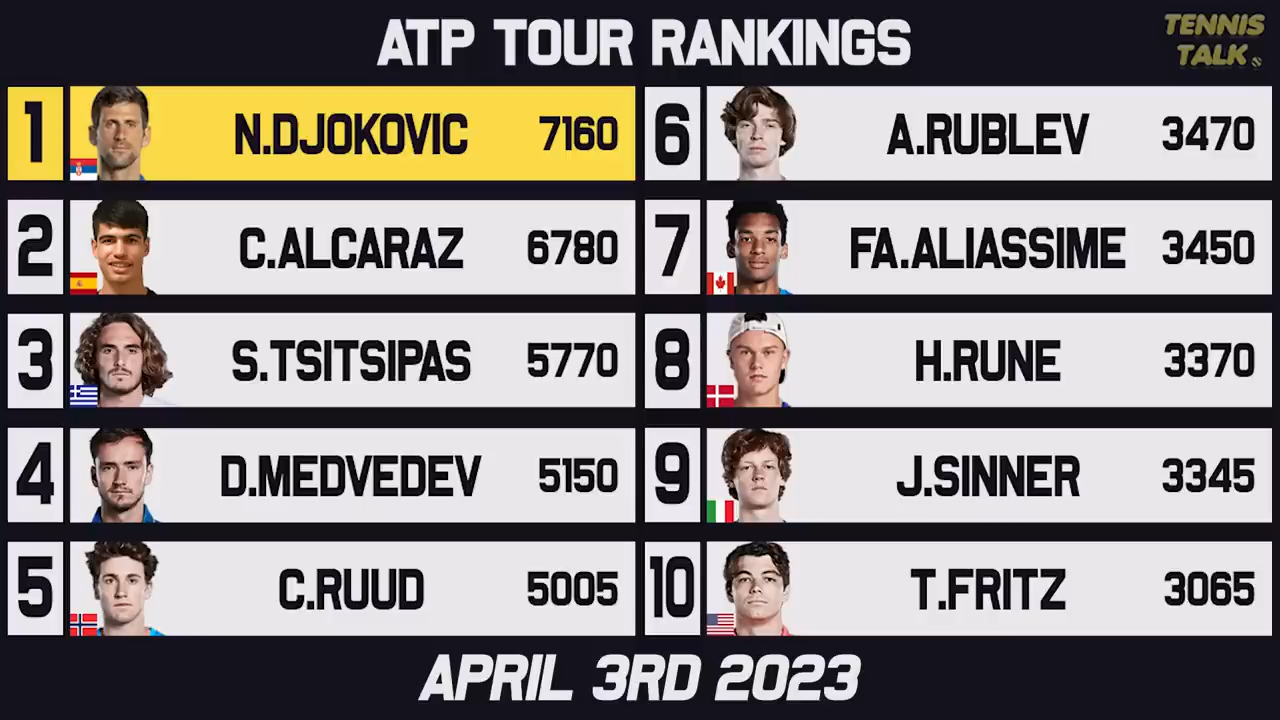 ATP TOUR RANKINGS
TENNIS
TALK
1 N.DJOKOVIC 7160
2 C.ALCARAZ 6780
3 S.TSITSIPAS 5770
4 D.MEDVEDEV 5150
5 C.RUUD 5005
6 A.RUBLEV 3470
7 FA.ALIASSIME 3450
8 H.RUNE 3370
9 J.SINNER 3345
10 T.FRITZ 3065
APRIL 3RD 2023